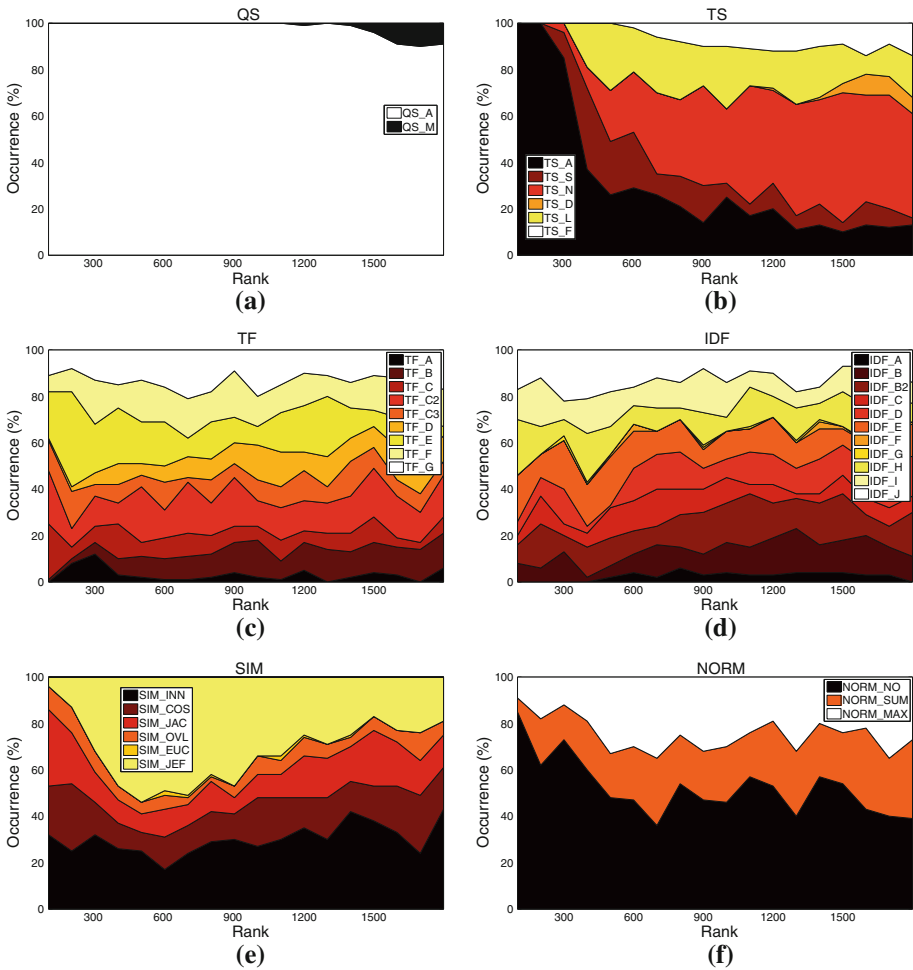 QS
Occurrence (%)
100
80
60
40
20
0
QS_A
QS_M
300 600 900 1200 1500
Rank
(a)
TS
Occurrence (%)
100
80
60
40
20
0
TS_A
TS_S
TS_N
TS_D
TS_L
TS_F
300 600 900 1200 1500
Rank
(b)
TF
Occurrence (%)
100
80
60
40
20
0
TF_A
TF_B
TF_C
TF_C2
TF_C3
TF_D
TF_E
TF_F
TF_G
300 600 900 1200 1500
Rank
(c)
IDF
Occurrence (%)
100
80
60
40
20
0
IDF_A
IDF_B
IDF_B2
IDF_C
IDF_D
IDF_E
IDF_F
IDF_G
IDF_H
IDF_I
IDF_J
300 600 900 1200 1500
Rank
(d)
SIM
Occurrence (%)
100
80
60
40
20
0
SIM_INN
SIM_COS
SIM_JAC
SIM_OVL
SIM_EUC
SIM_JEF
300 600 900 1200 1500
Rank
(e)
NORM
Occurrence (%)
100
80
60
40
20
0
NORM_NO
NORM_SUM
NORM_MAX
300 600 900 1200 1500
Rank
(f)